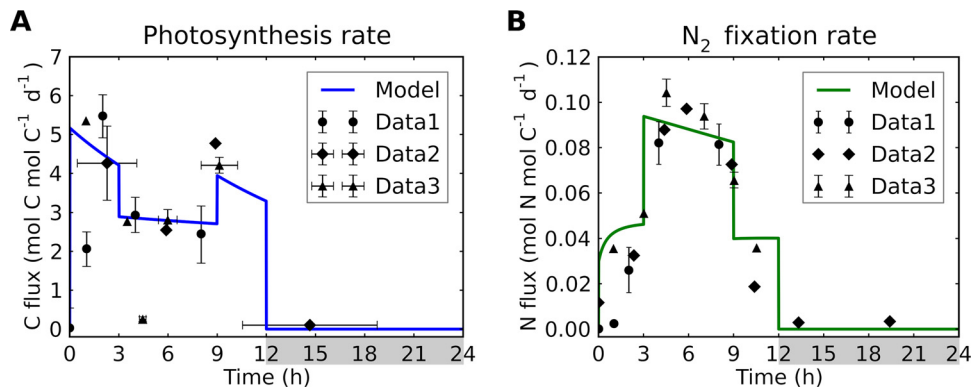 A
Photosynthesis rate
C flux (mol C mol C⁻¹ d⁻¹)
7
6
5
4
3
2
1
0
Model
Data1
Data2
Data3
0 3 6 9 12 15 18 21 24
Time (h)
B
N₂ fixation rate
N flux (mol N mol C⁻¹ d⁻¹)
0.12
0.10
0.08
0.06
0.04
0.02
0.00
Model
Data1
Data2
Data3
0 3 6 9 12 15 18 21 24
Time (h)